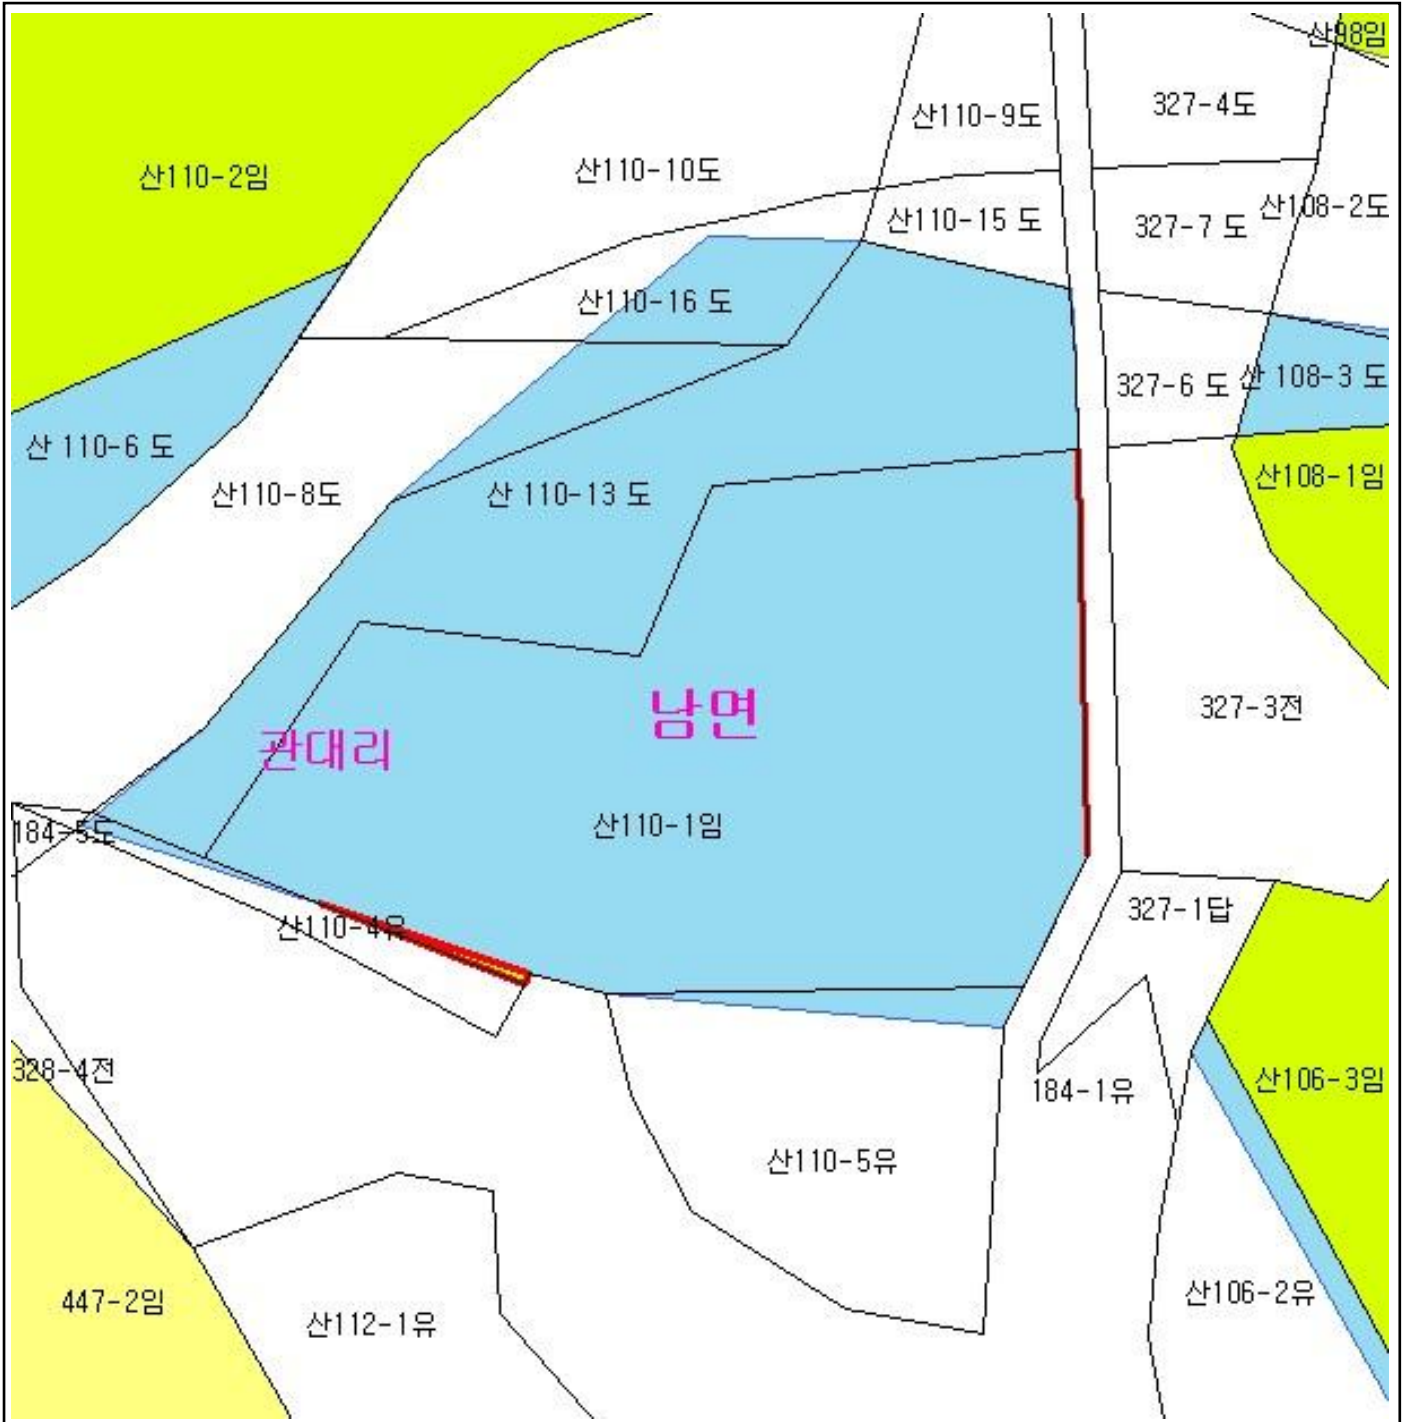 산98임
327-4도
산110-9도
산110-10도
산110-2임
산108-2도
산110-15 도
327-7 도
산110-16 도
327-6 도
산 108-3 도
산 110-6 도
산108-1임
산110-8도
산 110-13 도
327-3전
남면
관대리
산110-1임
184-5도
327-1답
산110-4유
328-4전
산106-3임
184-1유
산110-5유
산106-2유
447-2임
산112-1유